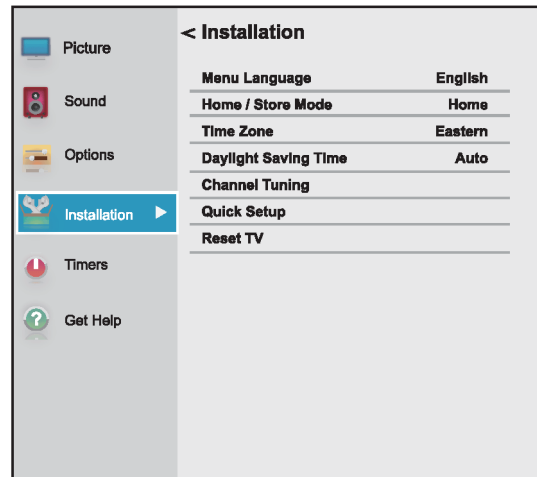 Picture
Sound
Options
Installation
Timers
Get Help
< Installation
Menu Language English
Home / Store Mode Home
Time Zone Eastern
Daylight Saving Time Auto
Channel Tuning
Quick Setup
Reset TV